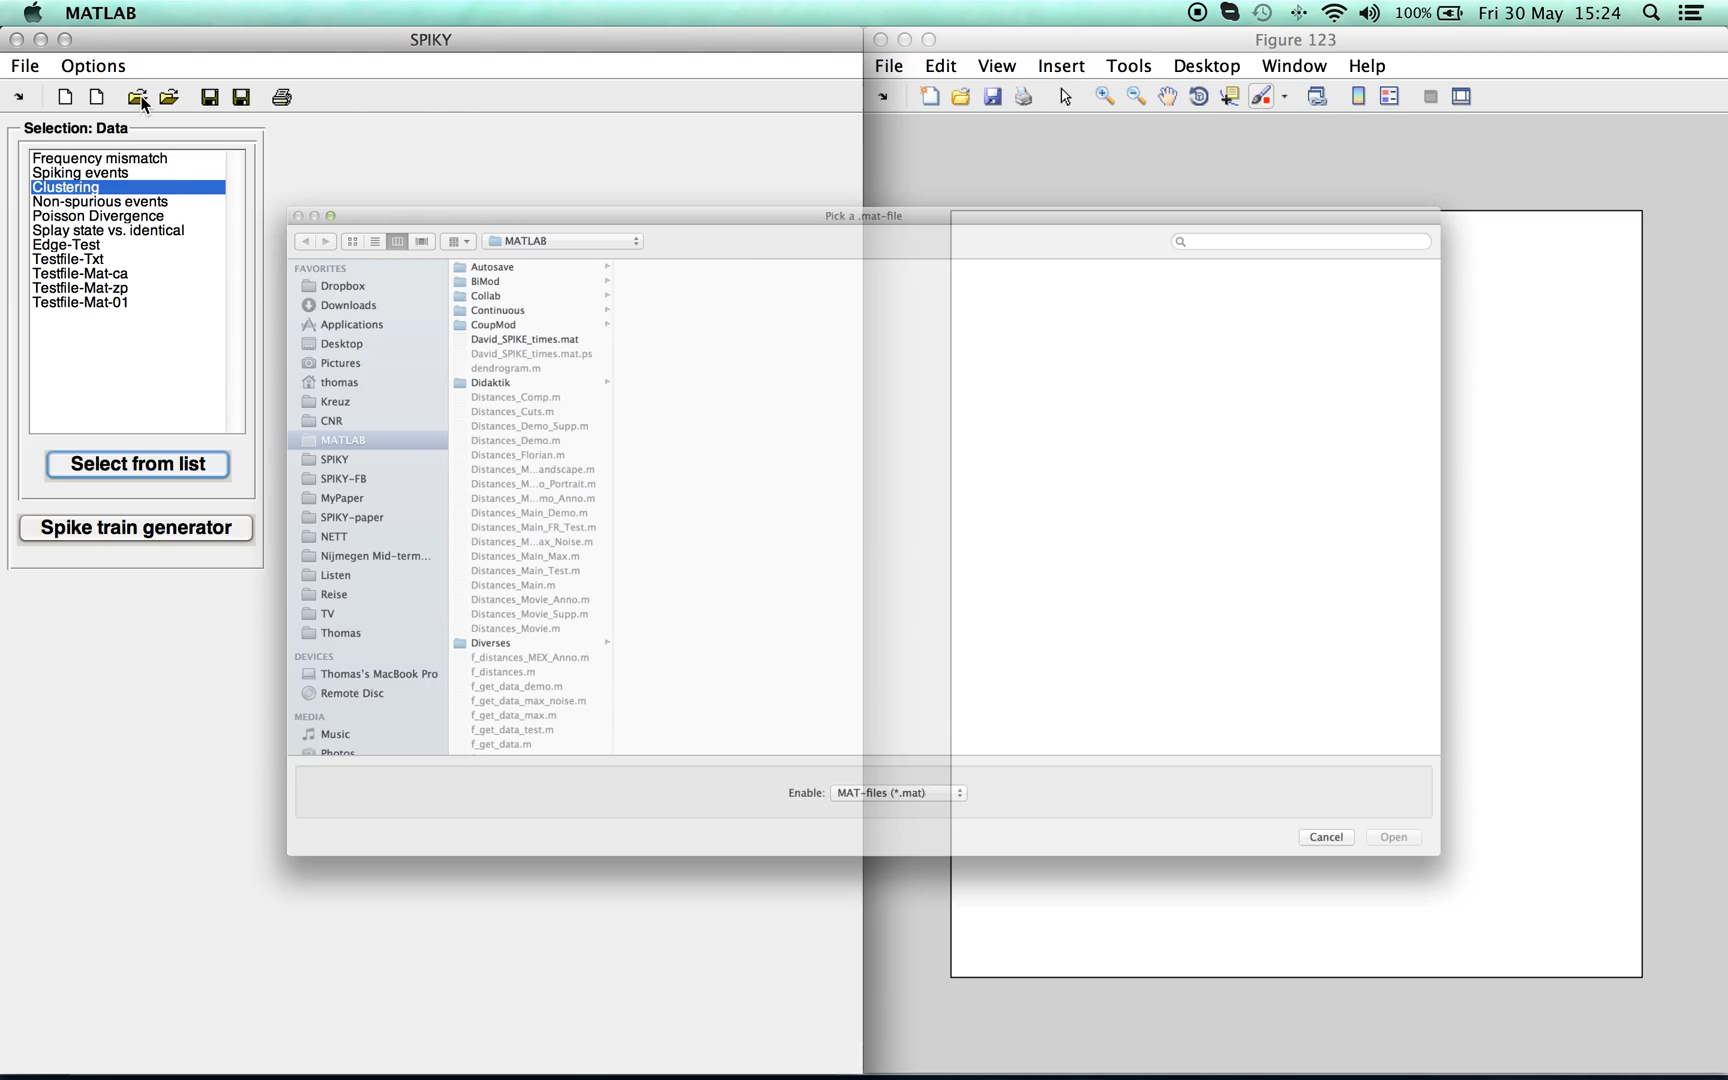 MATLAB
100%
Fri 30 May 15:24
SPIKY
File Options
Selection: Data
Frequency mismatch
Spiking events
Clustering
Non-spurious events
Poisson Divergence
Splay state vs. identical
Edge-Test
Testfile-Txt
Testfile-Mat-ca
Testfile-Mat-zp
Testfile-Mat-01
Select from list
Spike train generator
Figure 123
File Edit View Insert Tools Desktop Window Help
Pick a .mat-file
MATLAB
FAVORITES
Dropbox
Downloads
Applications
Desktop
Pictures
thomas
Kreuz
CNR
MATLAB
SPIKY
SPIKY-FB
MyPaper
SPIKY-paper
NETT
Nijmegen Mid-term...
Listen
Reise
TV
Thomas
DEVICES
Thomas's MacBook Pro
Remote Disc
MEDIA
Music
Photos
Autosave
BiMod
Collab
Continuous
CoupMod
David_SPIKE_times.mat
David_SPIKE_times.mat.ps
dendrogram.m
Didaktik
Distances_Comp.m
Distances_Cuts.m
Distances_Demo_Supp.m
Distances_Demo.m
Distances_Florian.m
Distances_M...andscape.m
Distances_M...o_Portrait.m
Distances_M...mo_Anno.m
Distances_Main_Demo.m
Distances_Main_FR_Test.m
Distances_M...ax_Noise.m
Distances_Main_Max.m
Distances_Main_Test.m
Distances_Main.m
Distances_Movie_Anno.m
Distances_Movie_Supp.m
Distances_Movie.m
Diverses
f_distances_MEX_Anno.m
f_distances.m
f_get_data_demo.m
f_get_data_max_noise.m
f_get_data_max.m
f_get_data_test.m
f_get_data.m
Enable: MAT-files (*.mat)
Cancel Open